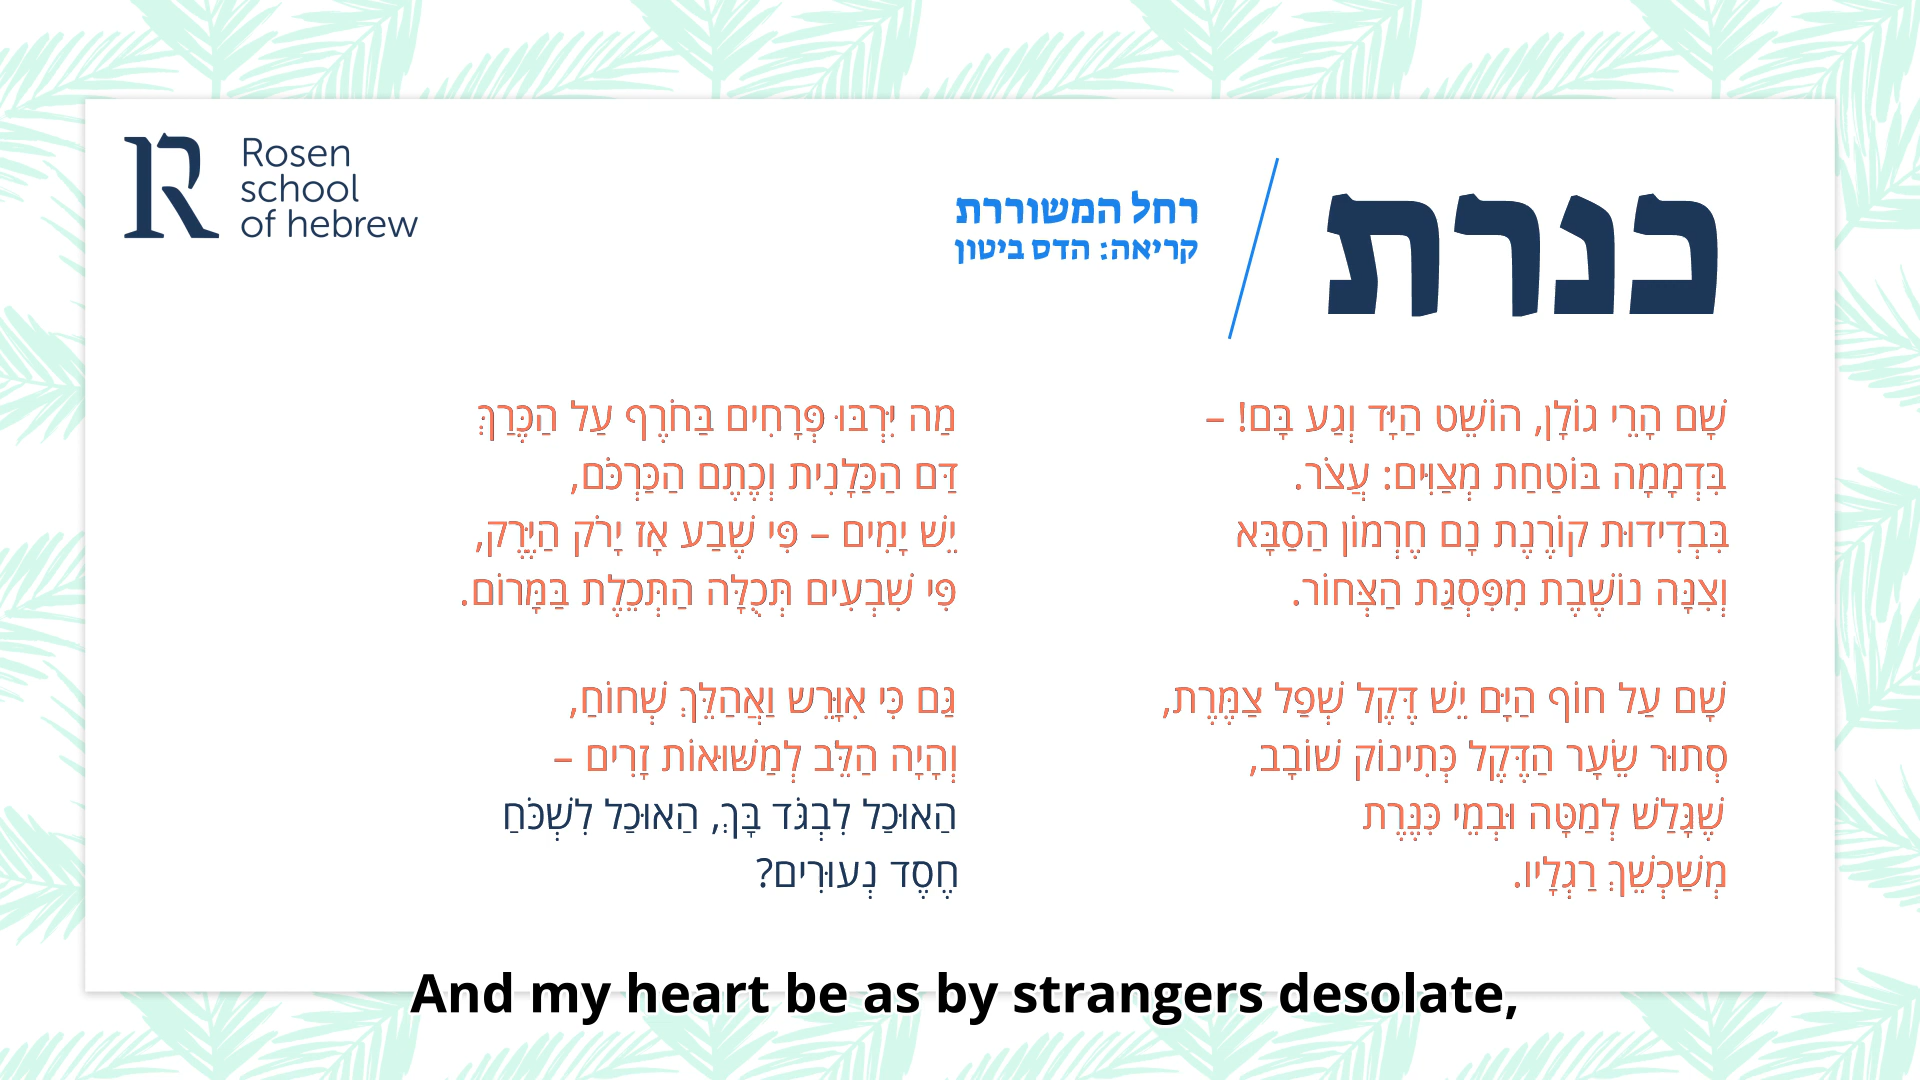 Rosen
school
of hebrew
כנרת
רחל המשוררת
קריאה: הדס ביטון
שָׁם הָרֵי גוֹלָן, הוֹשֵׁט הַיָּד וְגַע בָּם! –
בִּדְמָמָה בּוֹטַחַת מְצַוִּים: עֲצֹר.
בִּבְדִידוּת קוֹרֶנֶת נָם חֶרְמוֹן הַסַבָּא
וְצִנָּה נוֹשֶׁבֶת מִפִּסְגַּת הַצְּחוֹר.
שָׁם עַל חוֹף הַיָּם יֵשׁ דֶּקֶל שְׁפַל צַמֶּרֶת,
סְתוּר שֵׂעָר הַדֶּקֶל כְּתִינוֹק שׁוֹבָב,
שֶׁגָּלַשׁ לְמַטָּה וּבְמֵי כִּנֶּרֶת
מְשַׁכְשֵׁךְ רַגְלָיו.
מַה יִּרְבּוּ פְּרָחִים בַּחֹרֶף עַל הַכֶּרַךְ
דַּם הַכַּלָנִית וְכֶתֶם הַכַּרְכֹּם,
יֵשׁ יָמִים – פִּי שֶׁבַע אָז יָרֹק הַיֶּרֶק,
פִּי שִׁבְעִים תְּכֻלָּה הַתְּכֵלֶת בַּמָּרוֹם.
גַּם כִּי אִוָּרֵש וַאֲהַלֵּךְ שְׁחוֹחַ,
וְהָיָה הַלֵּב לְמַשּׁוּאוֹת זָרִים –
הַאוּכַל לִבְגֹּד בָּךְ, הַאוּכַל לִשְׁכֹּחַ
חֶסֶד נְעוּרִים?
And my heart be as by strangers desolate,